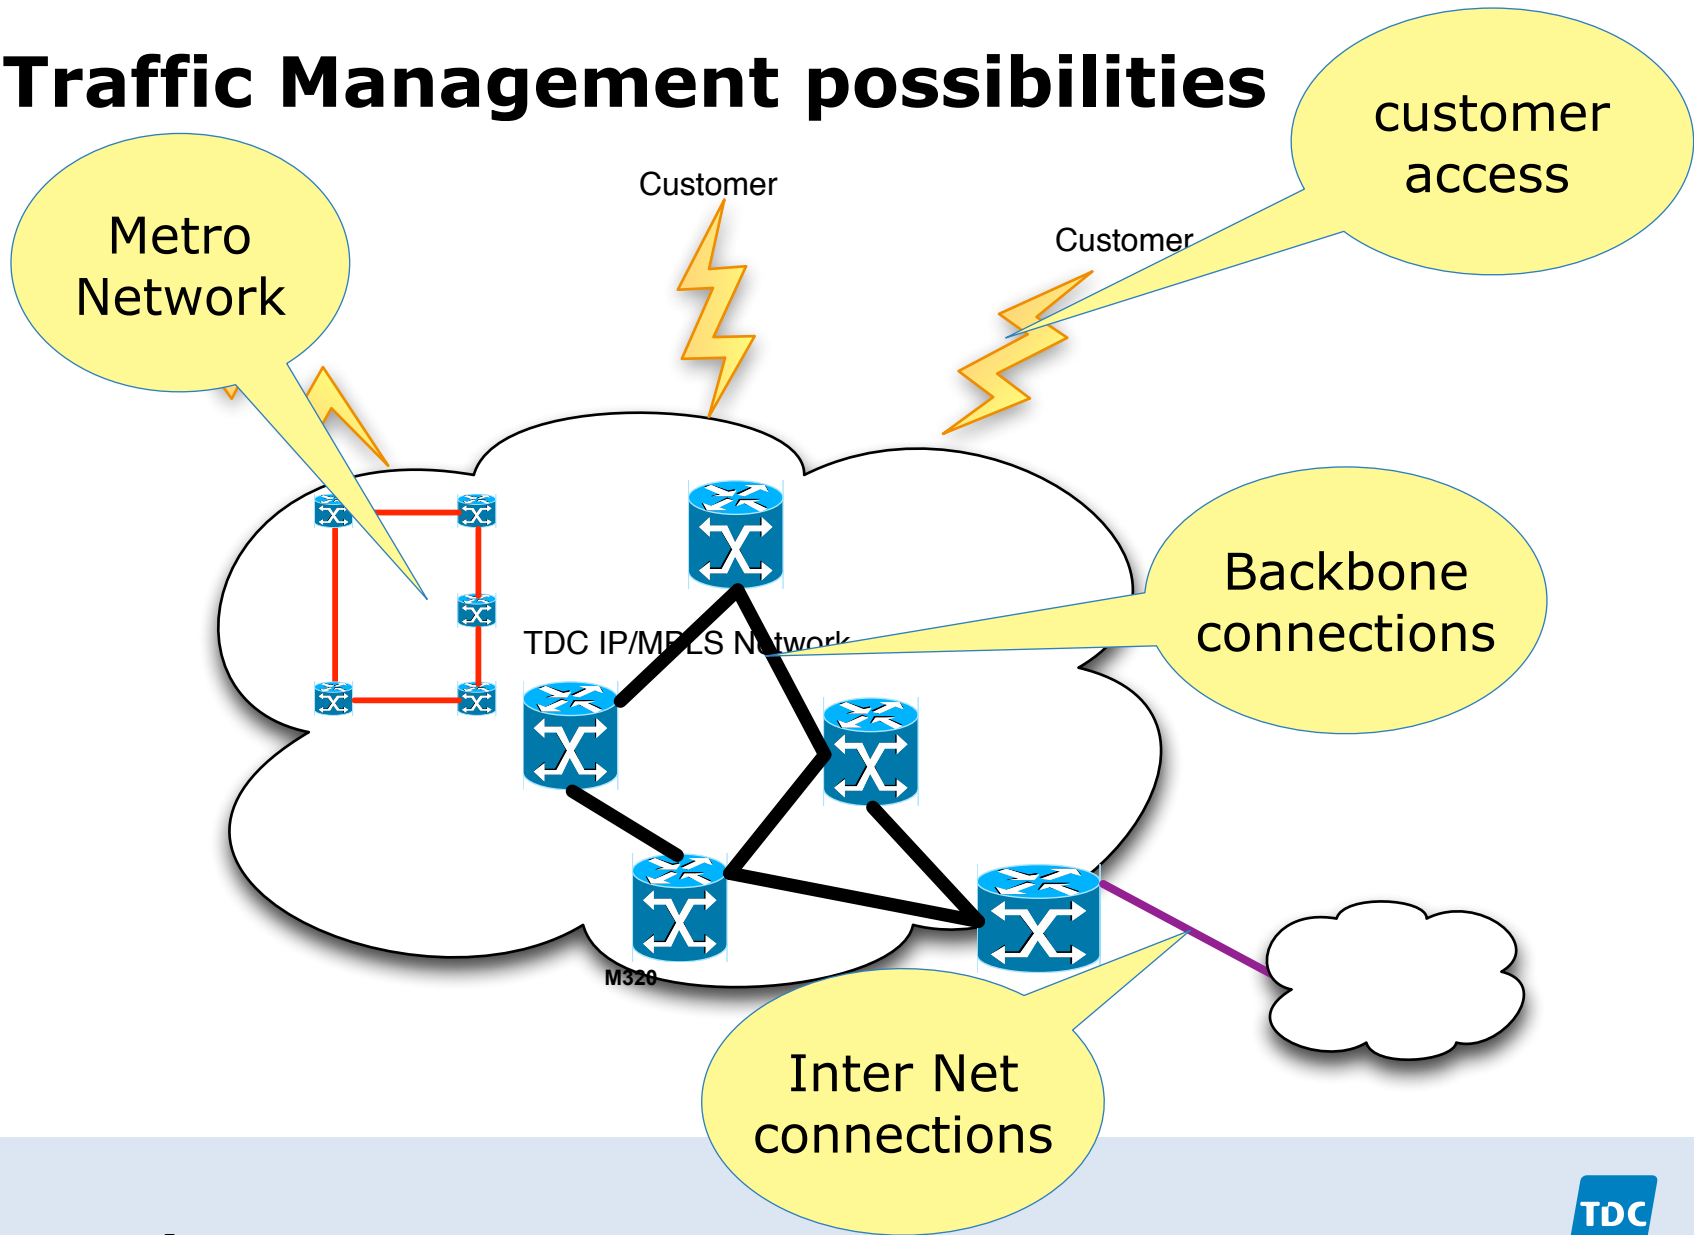 Traffic Management possibilities
customer
access
Customer
Metro
Network
Customer
Backbone
connections
TDC IP/MPLS Network
M320
Inter Net
connections
TDC